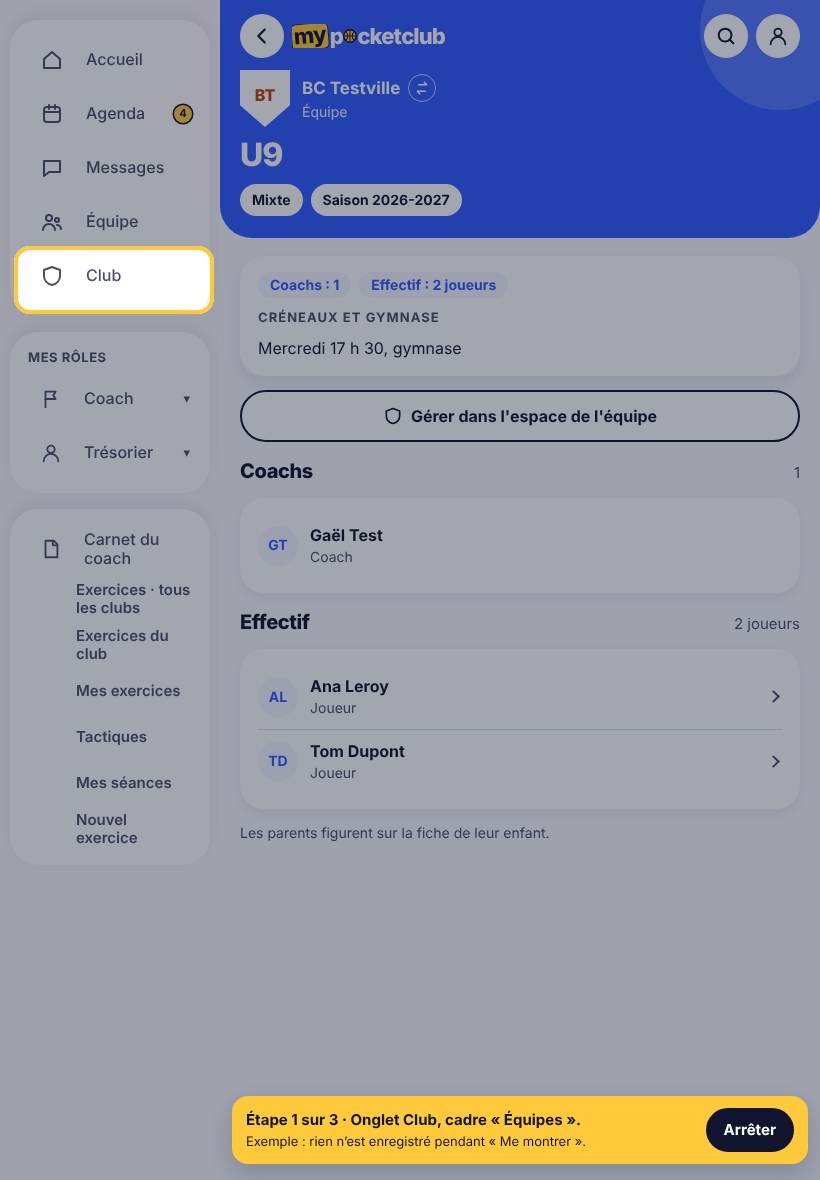 Accueil
Agenda
4
Messages
Équipe
Club
MES RÔLES
Coach
Trésorier
Carnet du
coach
Exercices · tous
les clubs
Exercices du
club
Mes exercices
Tactiques
Mes séances
Nouvel
exercice
my pocketclub
BT
BC Testville
Équipe
U9
Mixte
Saison 2026-2027
Coachs : 1
Effectif : 2 joueurs
CRÉNEAUX ET GYMNASE
Mercredi 17 h 30, gymnase
Gérer dans l'espace de l'équipe
Coachs
1
GT
Gaël Test
Coach
Effectif
2 joueurs
AL
Ana Leroy
Joueur
TD
Tom Dupont
Joueur
Les parents figurent sur la fiche de leur enfant.
Étape 1 sur 3 · Onglet Club, cadre « Équipes ».
Exemple : rien n’est enregistré pendant « Me montrer ».
Arrêter